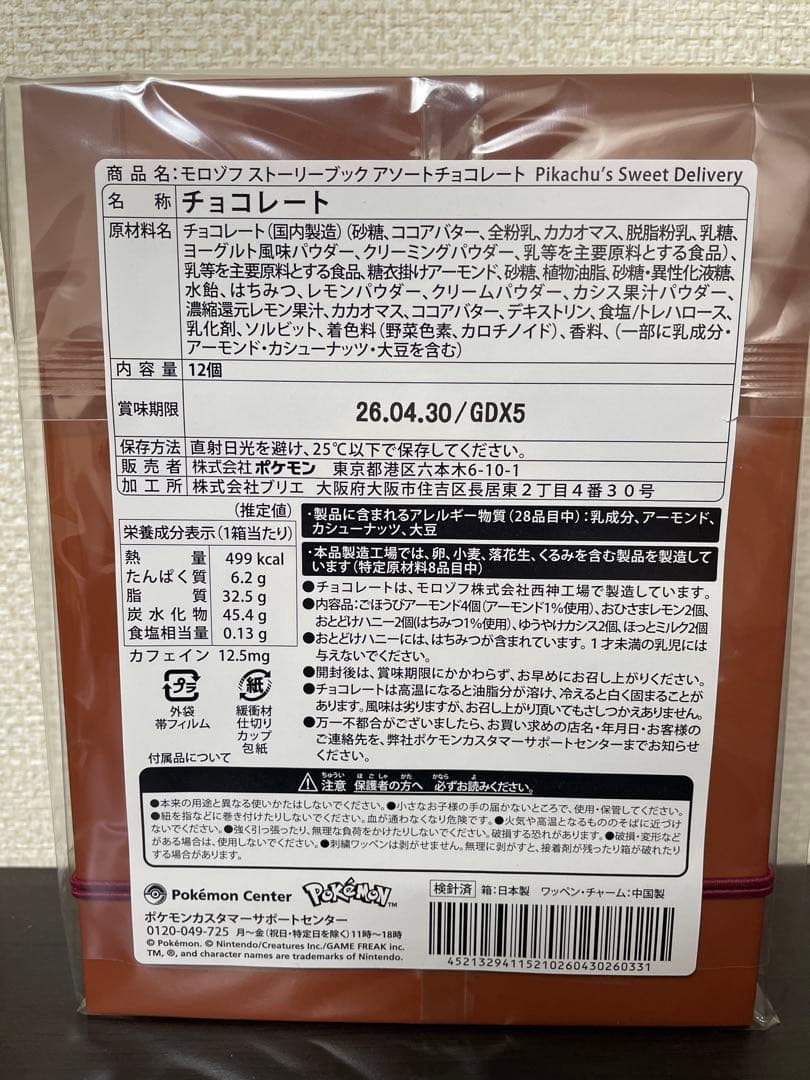 商品名:モロゾフ ストーリーブック アソートチョコレート Pikachu's Sweet Delivery
名称 チョコレート
原材料名 チョコレート(国内製造)(砂糖、ココアバター、全粉乳、カカオマス、脱脂粉乳、乳糖、
ヨーグルト風味パウダー、クリーミングパウダー、乳等を主要原料とする食品)、
乳等を主要原料とする食品、糖衣掛けアーモンド、砂糖、植物油脂、砂糖・異性化液糖、
水飴、はちみつ、レモンパウダー、クリームパウダー、カシス果汁パウダー、
濃縮還元レモン果汁、カカオマス、ココアバター、デキストリン、食塩/トレハロース、
乳化剤、ソルビット、着色料(野菜色素、カロチノイド)、香料、(一部に乳成分・
アーモンド・カシューナッツ・大豆を含む)
内容量 12個
賞味期限 26.04.30/GDX5
保存方法 直射日光を避け、25℃以下で保存してください。
販売者 株式会社ポケモン 東京都港区六本木6-10-1
加工所 株式会社ブリエ 大阪府大阪市住吉区長居東2丁目4番30号
(推定値)
栄養成分表示(1箱当たり)
熱量 499 kcal
たんぱく質 6.2 g
脂質 32.5 g
炭水化物 45.4 g
食塩相当量 0.13 g
カフェイン 12.5mg
プラ
外袋
帯フィルム
紙
緩衝材
仕切り
カップ
包紙
付属品について
・製品に含まれるアレルギー物質(28品目中):乳成分、アーモンド、
カシューナッツ、大豆
・本品製造工場では、卵、小麦、落花生、くるみを含む製品を製造して
います(特定原材料8品目中)
●チョコレートは、モロゾフ株式会社西神工場で製造しています。
●内容品:ごほうびアーモンド4個(アーモンド1%使用)、おひさまレモン2個、
おとどけハニー2個(はちみつ1%使用)、ゆうやけカシス2個、ほっとミルク2個
●おとどけハニーには、はちみつが含まれています。1才未満の乳児には
与えないでください。
●開封後は、賞味期限にかかわらず、お早めにお召し上がりください。
●チョコレートは高温になると油脂分が溶け、冷えると白く固まることが
あります。風味は劣りますが、お召し上がり頂いてもさしつかえありません。
●万一不都合がございましたら、お買い求めの店名・年月日・お客様の
ご連絡先を、弊社ポケモンカスタマーサポートセンターまでお知らせ
ください。
ちゅうい ほごしゃ かた かなら よ
⚠注意 保護者の方へ 必ずお読みください。
●本来の用途と異なる使いかたはしないでください。●小さなお子様の手の届かないところで、使用・保管してください。
●紐を指などに巻き付けたりしないでください。血が通わなくなり危険です。●火気や高温となるもののそばに近づけ
ないでください。●強く引っ張ったり、無理な負荷をかけたりしないでください。破損する恐れがあります。●破損・変形など
がある場合は、使用しないでください。●刺繍ワッペンは剥がせません。無理に剥がすと、接着剤が残ったり箱が破れたり
する場合があります。
Pokémon Center POKéMON™
検針済 箱:日本製 ワッペン・チャーム:中国製
ポケモンカスタマーサポートセンター
0120-049-725 月~金(祝日・特定日を除く)11時~18時
© Pokémon. © Nintendo/Creatures Inc./GAME FREAK inc.
TM, ®, and character names are trademarks of Nintendo.
4521329411521026043026033​1